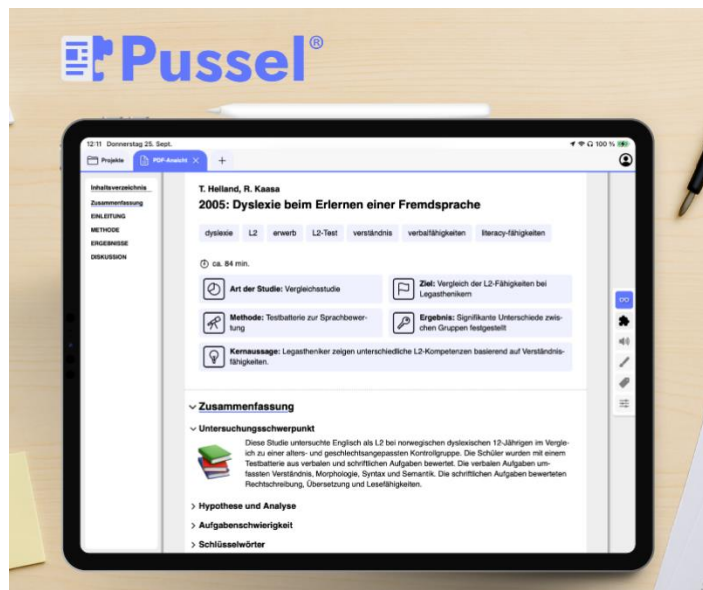 Pussel®
12:11 Donnerstag 25. Sept.
100 %
Projekte
PDF-Ansicht
Inhaltsverzeichnis
Zusammenfassung
EINLEITUNG
METHODE
ERGEBNISSE
DISKUSSION
T. Helland, R. Kaasa
2005: Dyslexie beim Erlernen einer Fremdsprache
dyslexie L2 erwerb L2-Test verständnis verbalfähigkeiten literacy-fähigkeiten
ca. 84 min.
Art der Studie: Vergleichsstudie
Ziel: Vergleich der L2-Fähigkeiten bei
Legasthenikern
Methode: Testbatterie zur Sprachbewer-
tung
Ergebnis: Signifikante Unterschiede zwis-
chen Gruppen festgestellt
Kernaussage: Legastheniker zeigen unterschiedliche L2-Kompetenzen basierend auf Verständnis-
fähigkeiten.
Zusammenfassung
Untersuchungsschwerpunkt
Diese Studie untersuchte Englisch als L2 bei norwegischen dyslexischen 12-Jährigen im Vergle-
ich zu einer alters- und geschlechtsangepassten Kontrollgruppe. Die Schüler wurden mit einem
Testbatterie aus verbalen und schriftlichen Aufgaben bewertet. Die verbalen Aufgaben um-
fassten Verständnis, Morphologie, Syntax und Semantik. Die schriftlichen Aufgaben bewerteten
Rechtschreibung, Übersetzung und Lesefähigkeiten.
Hypothese und Analyse
Aufgabenschwierigkeit
Schlüsselwörter